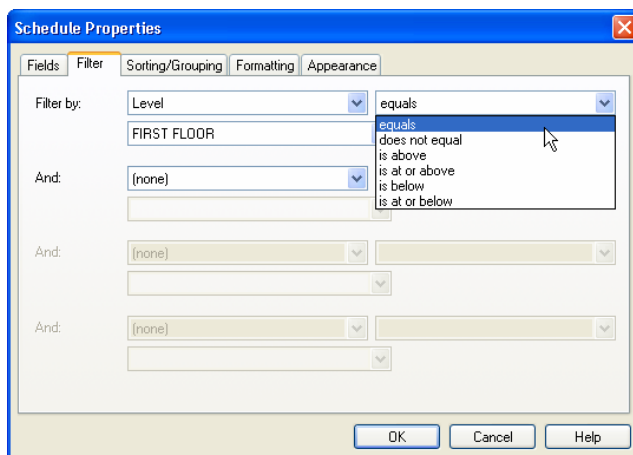 Schedule Properties
Fields Filter Sorting/Grouping Formatting Appearance
Filter by: Level equals
FIRST FLOOR
equals
does not equal
is above
is at or above
is below
is at or below
And: (none)
And: (none)
And: (none)
OK Cancel Help